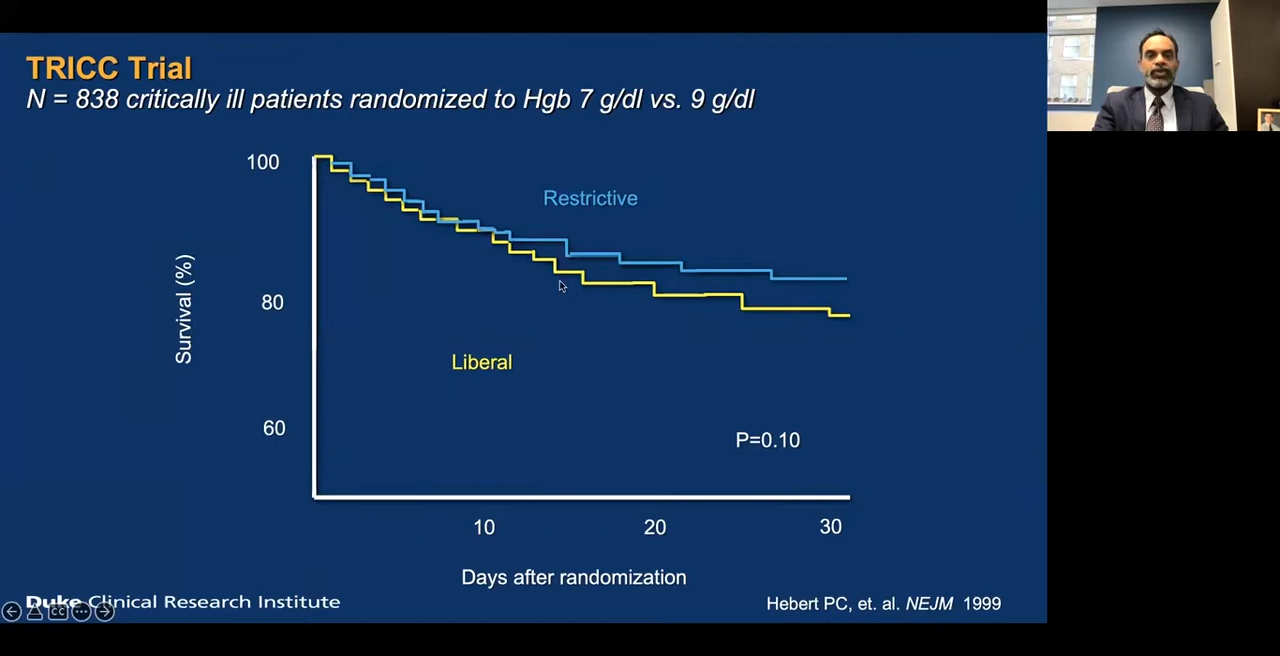 TRICC Trial
N = 838 critically ill patients randomized to Hgb 7 g/dl vs. 9 g/dl
100
80
60
Survival (%)
Restrictive
Liberal
P=0.10
10 20 30
Days after randomization
Duke Clinical Research Institute
CC
Hebert PC, et. al. NEJM 1999